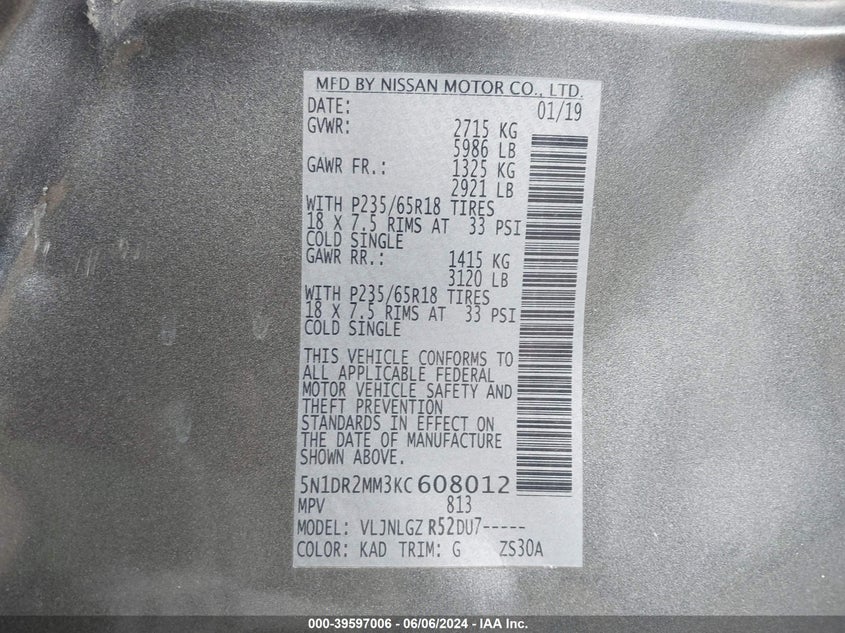 MFD BY NISSAN MOTOR CO., LTD.
DATE: 01/19
GVWR: 2715 KG
5986 LB
GAWR FR.: 1325 KG
2921 LB
WITH P235/65R18 TIRES
18 X 7.5 RIMS AT 33 PSI
COLD SINGLE
GAWR RR.: 1415 KG
3120 LB
WITH P235/65R18 TIRES
18 X 7.5 RIMS AT 33 PSI
COLD SINGLE
THIS VEHICLE CONFORMS TO
ALL APPLICABLE FEDERAL
MOTOR VEHICLE SAFETY AND
THEFT PREVENTION
STANDARDS IN EFFECT ON
THE DATE OF MANUFACTURE
SHOWN ABOVE.
5N1DR2MM3KC608012
MPV 813
MODEL: VLJNLGZ R52DU7-----
COLOR: KAD TRIM: G ZS30A
000-39597006 - 06/06/2024 - IAA Inc.